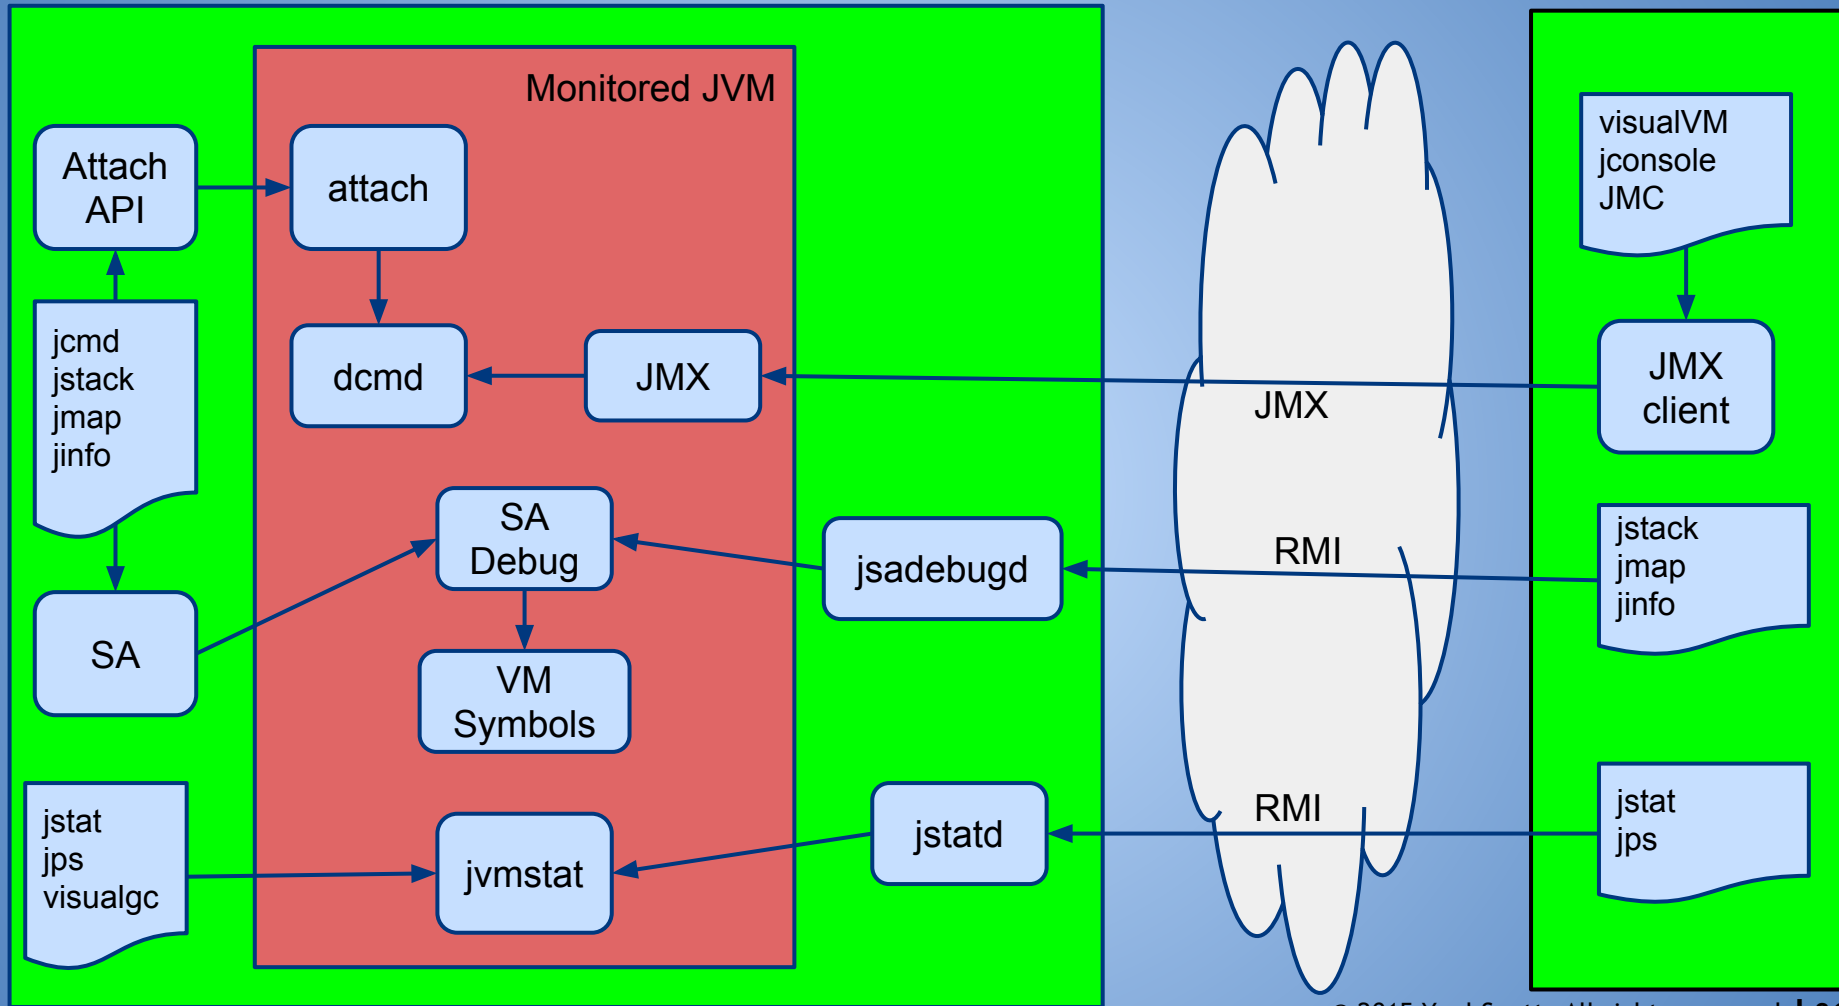 Monitored JVM
Attach
API
attach
jcmd
jstack
jmap
jinfo
dcmd
JMX
SA
SA
Debug
VM
Symbols
jstat
jps
visualgc
jvmstat
jsadebugd
jstatd
JMX
RMI
RMI
visualVM
jconsole
JMC
JMX
client
jstack
jmap
jinfo
jstat
jps